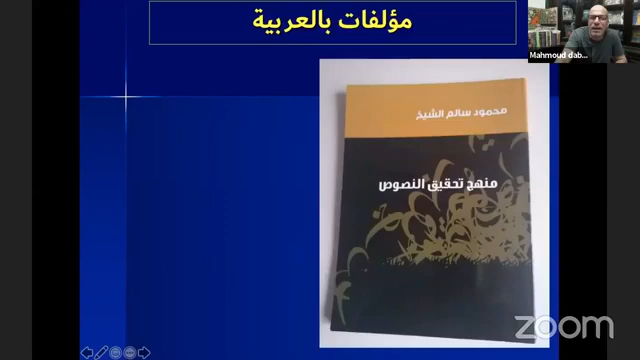 مؤلفات بالعربية
Mahmoud dab...
محمود سالم الشيخ
منهج تحقيق النصوص
zoom